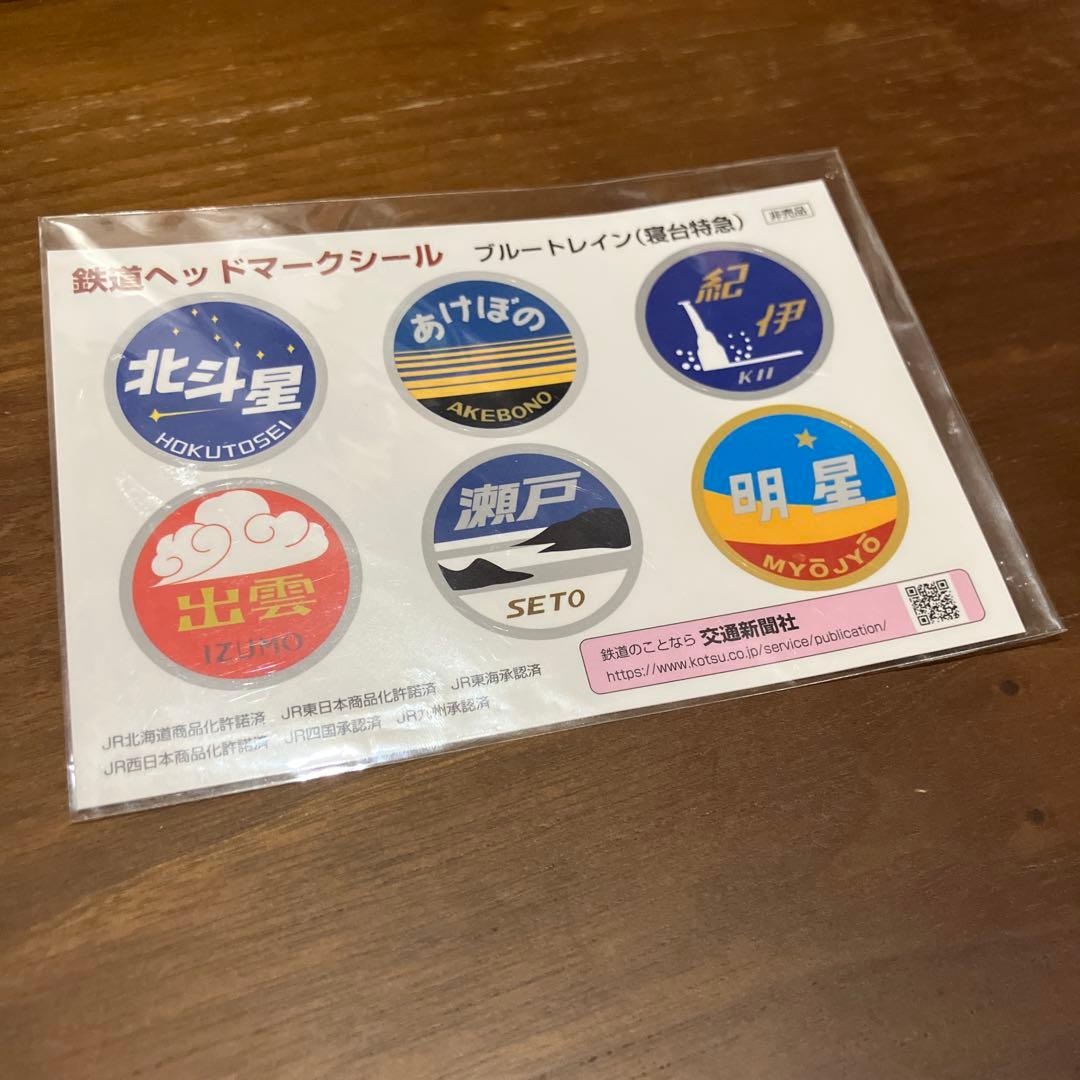 鉄道ヘッドマークシール ブルートレイン(寝台特急) 非売品
北斗星
HOKUTOSEI
あけぼの
AKEBONO
紀伊
KII
出雲
IZUMO
瀬戸
SETO
明星
MYŌJYŌ
鉄道のことなら 交通新聞社
https://www.kotsu.co.jp/service/publication/
JR北海道商品化許諾済 JR東日本商品化許諾済 JR東海承認済
JR西日本商品化許諾済 JR四国承認済 JR九州承認済